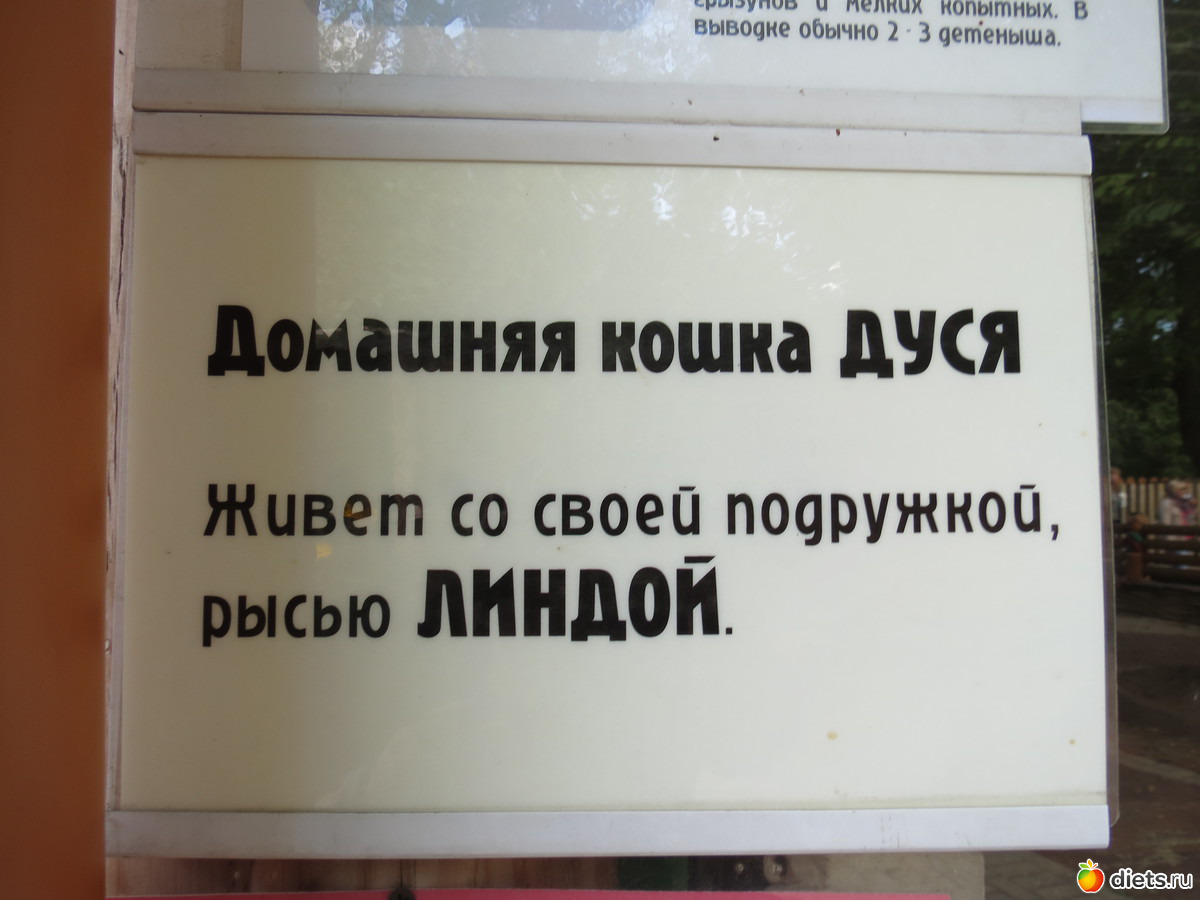 грызунов и мелких копытных. В
выводке обычно 2 - 3 детеныша.
Домашняя кошка ДУСЯ
Живет со своей подружкой,
рысью ЛИНДОЙ.
diets.ru